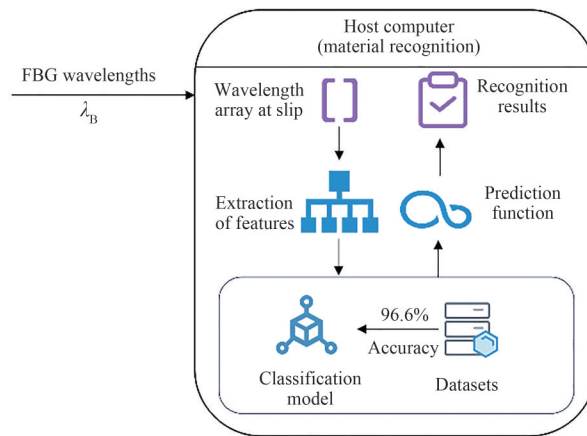 Host computer
(material recognition)
FBG wavelengths
λB
Wavelength
array at slip
Recognition
results
Extraction
of features
Prediction
function
96.6%
Accuracy
Classification
model
Datasets